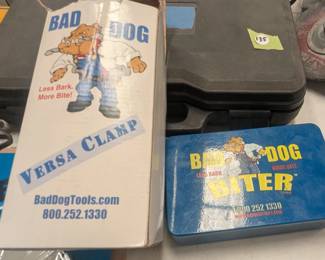 BAD DOG
Less Bark,
More Bite!
VERSA CLAMP
BadDogTools.com
800.252.1330
BAD DOG
LESS BARK
MORE BITE
BITER™
800 252 1330